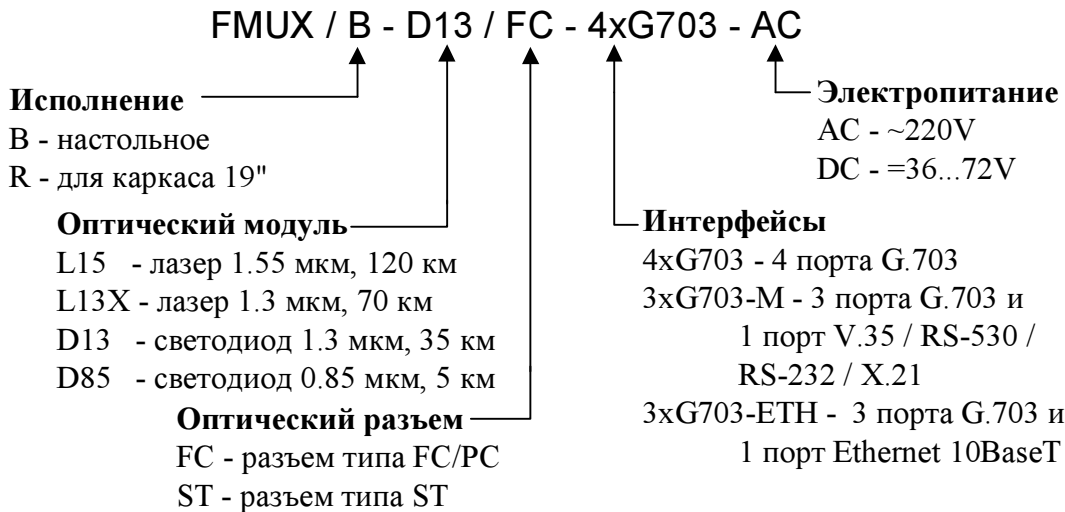 FMUX / B - D13 / FC - 4xG703 - AC
Исполнение
B - настольное
R - для каркаса 19"
Оптический модуль
L15 - лазер 1.55 мкм, 120 км
L13X - лазер 1.3 мкм, 70 км
D13 - светодиод 1.3 мкм, 35 км
D85 - светодиод 0.85 мкм, 5 км
Оптический разъем
FC - разъем типа FC/PC
ST - разъем типа ST
Электропитание
AC - ~220V
DC - =36...72V
Интерфейсы
4xG703 - 4 порта G.703
3xG703-M - 3 порта G.703 и
1 порт V.35 / RS-530 /
RS-232 / X.21
3xG703-ETH - 3 порта G.703 и
1 порт Ethernet 10BaseT